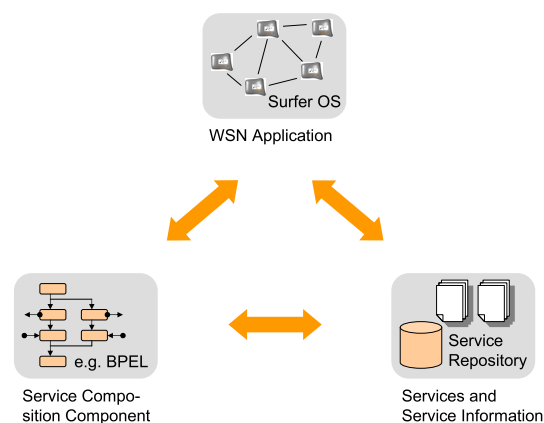 Surfer OS
WSN Application
e.g. BPEL
Service Compo-
sition Component
Service
Repository
Services and
Service Information